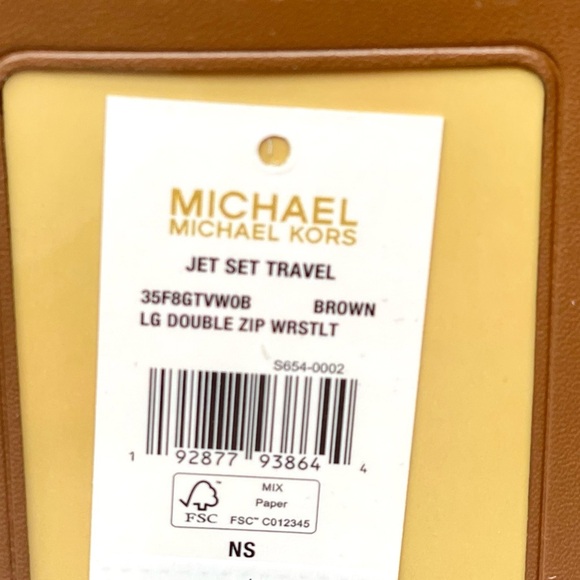 MICHAEL
MICHAEL KORS
JET SET TRAVEL
35F8GTVW0B BROWN
LG DOUBLE ZIP WRSTLT
S654-0002
1 92877 93864 4
FSC™
MIX
Paper
FSC™ C012345
NS